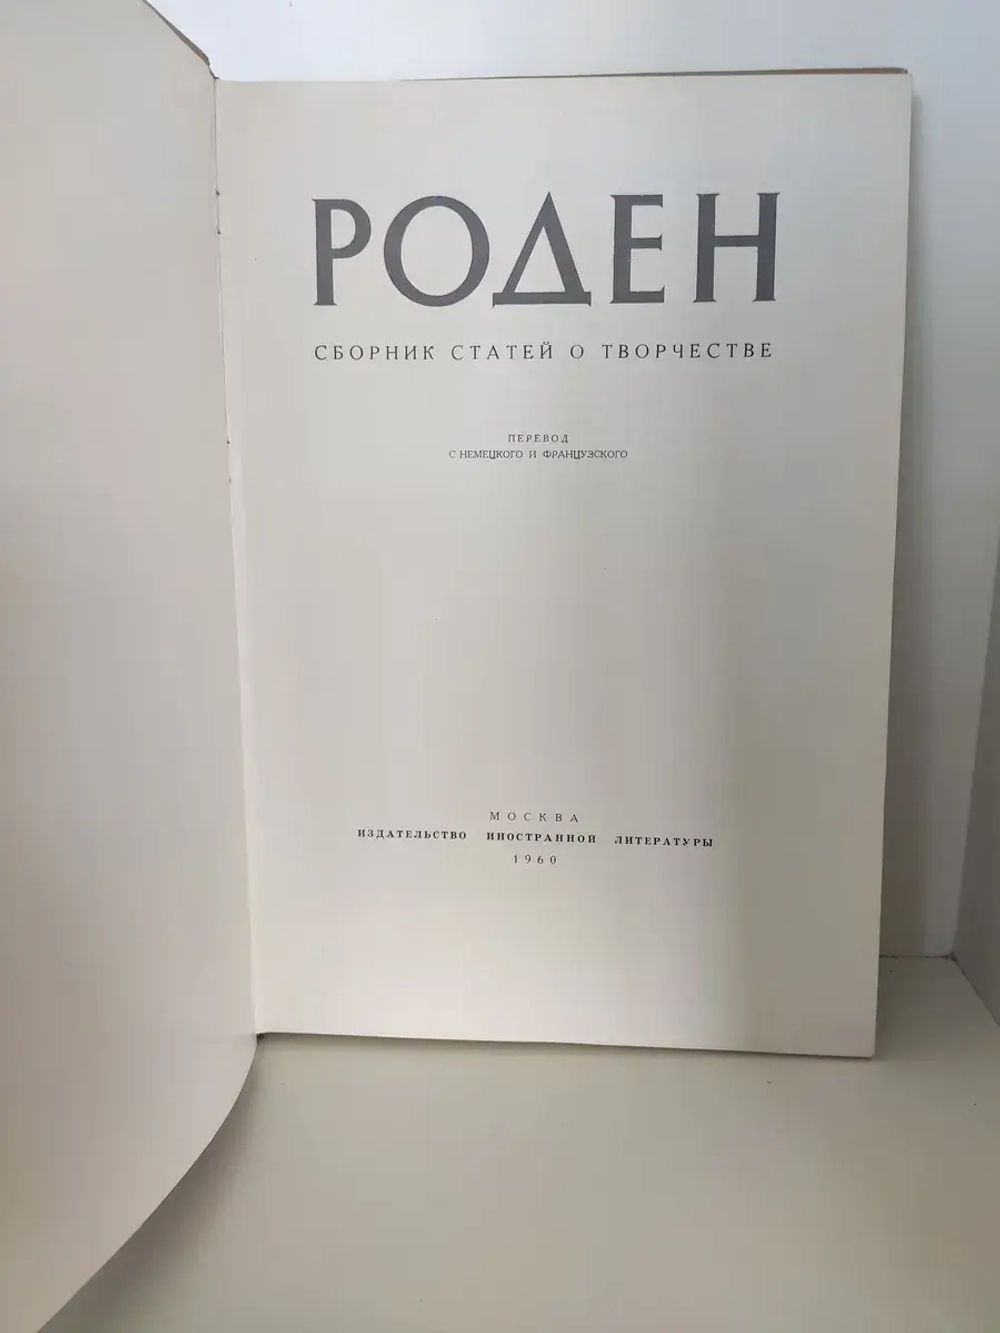 РОДЕН
СБОРНИК СТАТЕЙ О ТВОРЧЕСТВЕ
ПЕРЕВОД
С НЕМЕЦКОГО И ФРАНЦУЗСКОГО
МОСКВА
ИЗДАТЕЛЬСТВО ИНОСТРАННОЙ ЛИТЕРАТУРЫ
1960